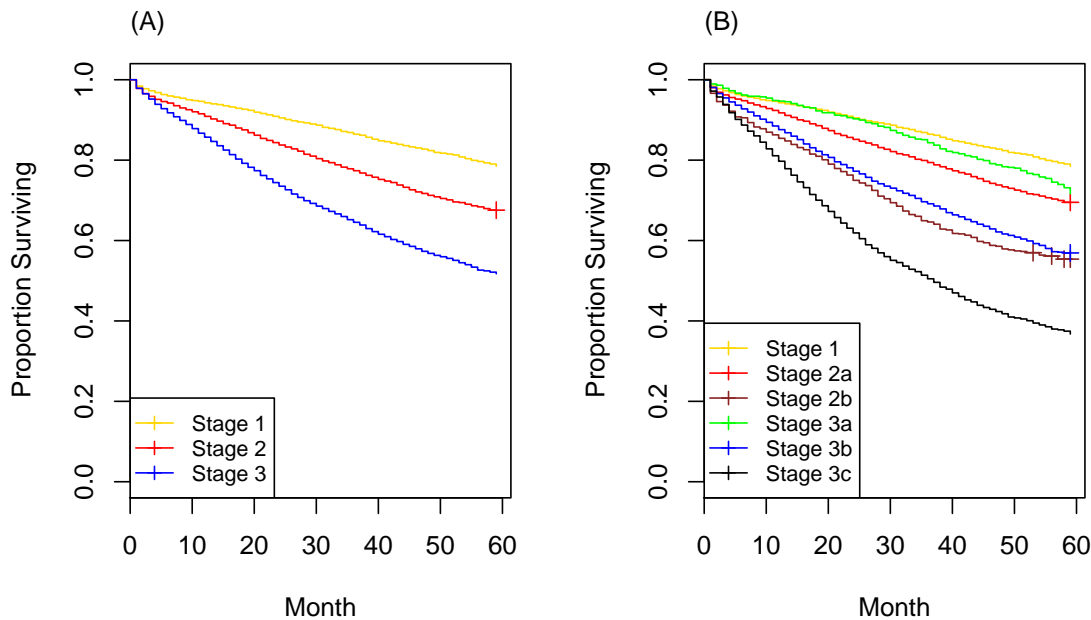 (A)
Proportion Surviving
1.0
0.8
0.6
0.4
0.2
0.0
Stage 1
Stage 2
Stage 3
0 10 20 30 40 50 60
Month
(B)
Proportion Surviving
1.0
0.8
0.6
0.4
0.2
0.0
Stage 1
Stage 2a
Stage 2b
Stage 3a
Stage 3b
Stage 3c
0 10 20 30 40 50 60
Month